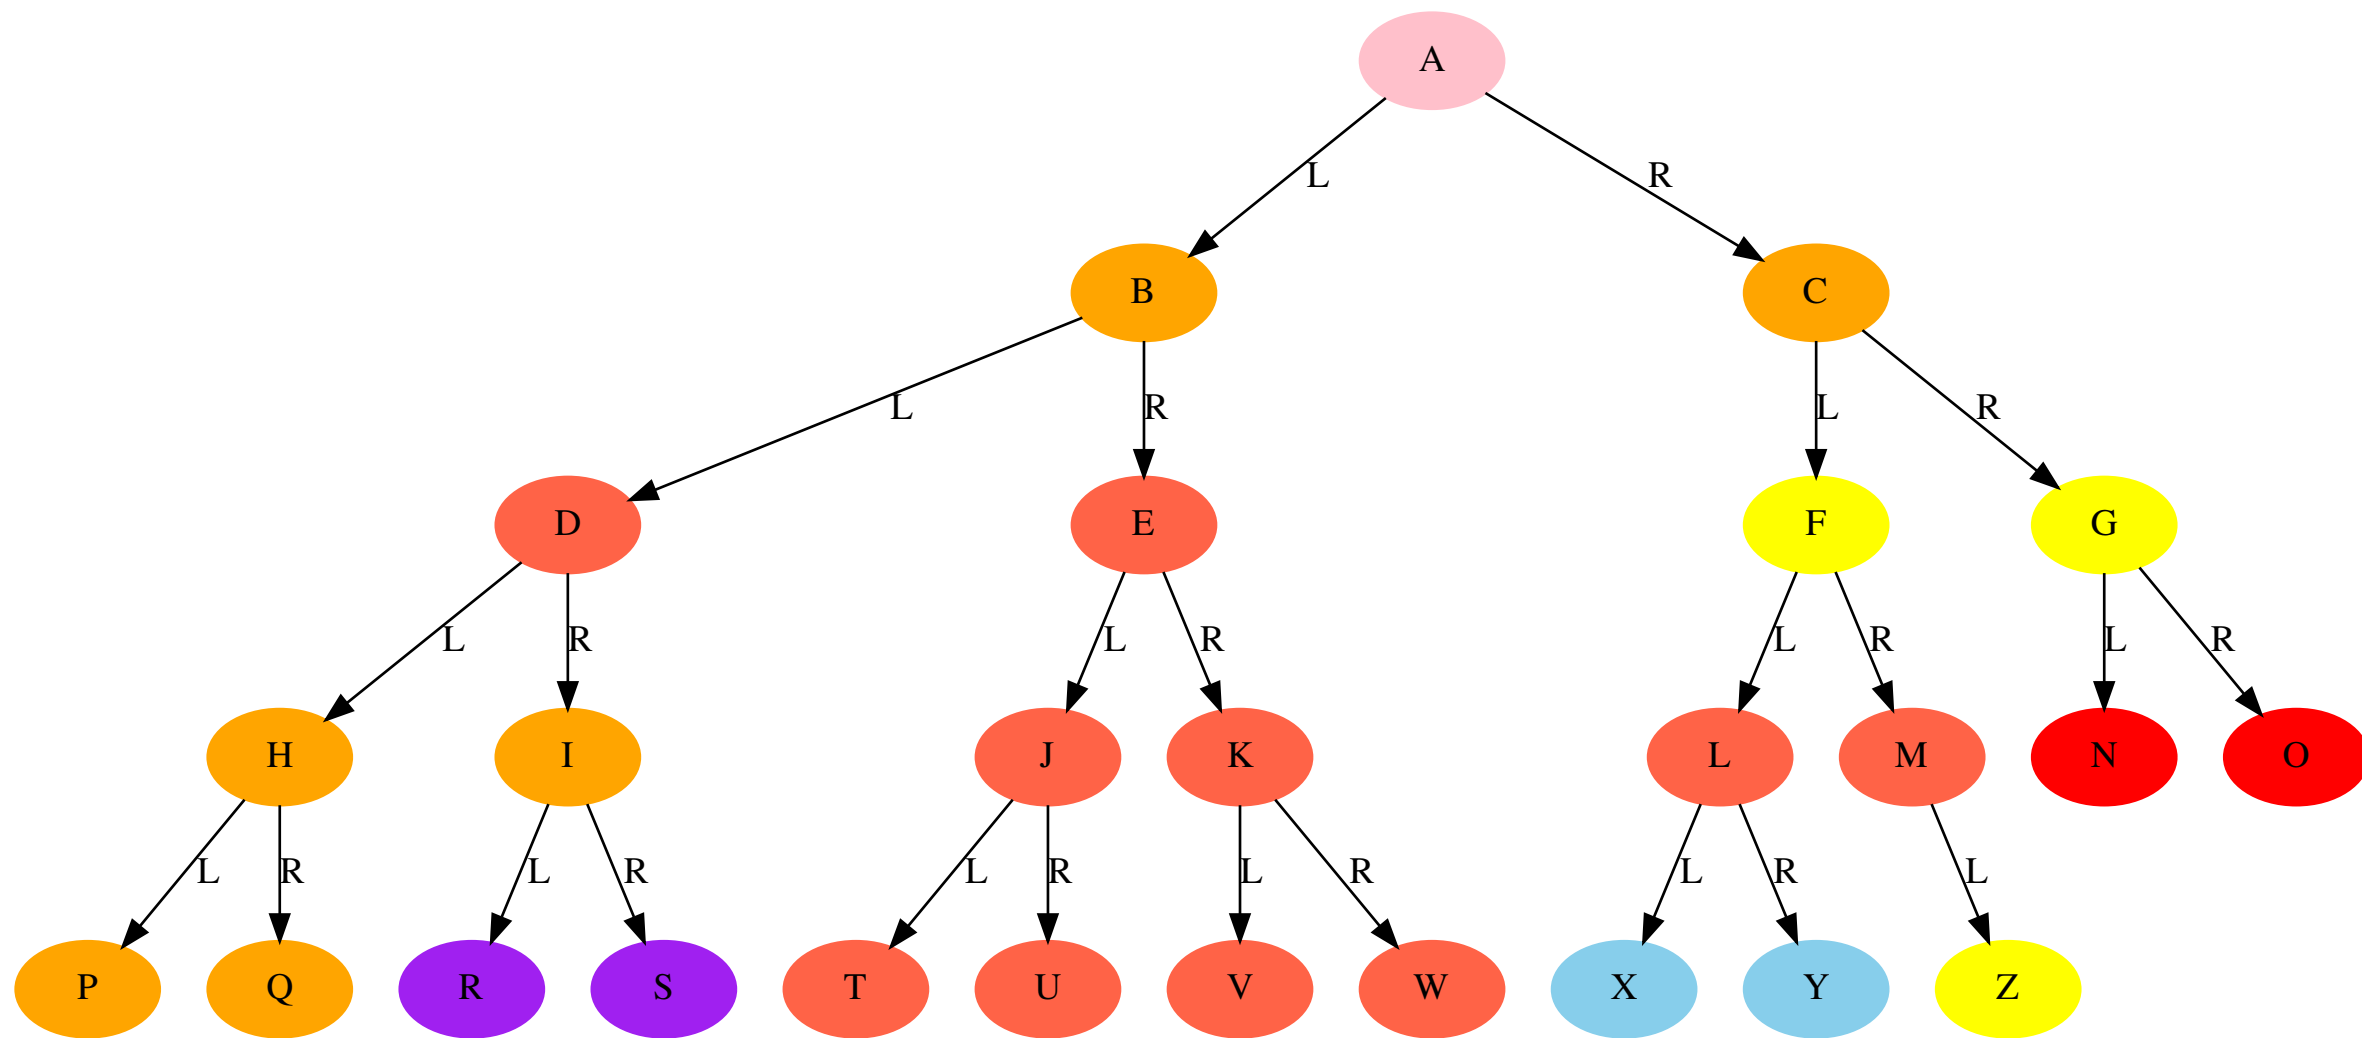 A
L R
B C
L R L R
D E F G
L R L R L R L R
H I J K L M N O
L R L R L R L R L R L
P Q R S T U V W X Y Z